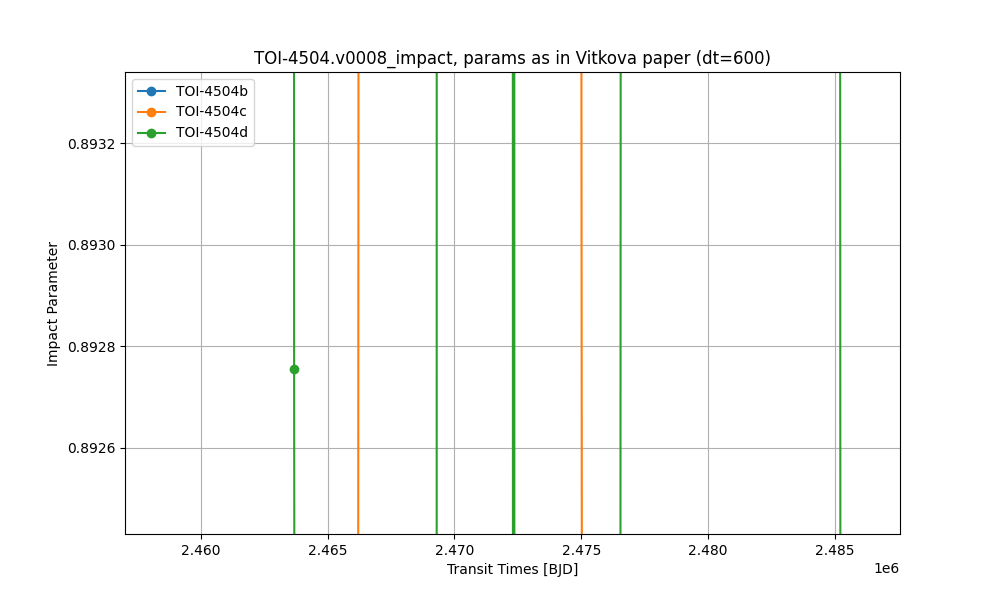 TOI-4504.v0008_impact, params as in Vitkova paper (dt=600)
TOI-4504b
TOI-4504c
TOI-4504d
0.8932
0.8930
0.8928
0.8926
Impact Parameter
2.460 2.465 2.470 2.475 2.480 2.485
1e6
Transit Times [BJD]